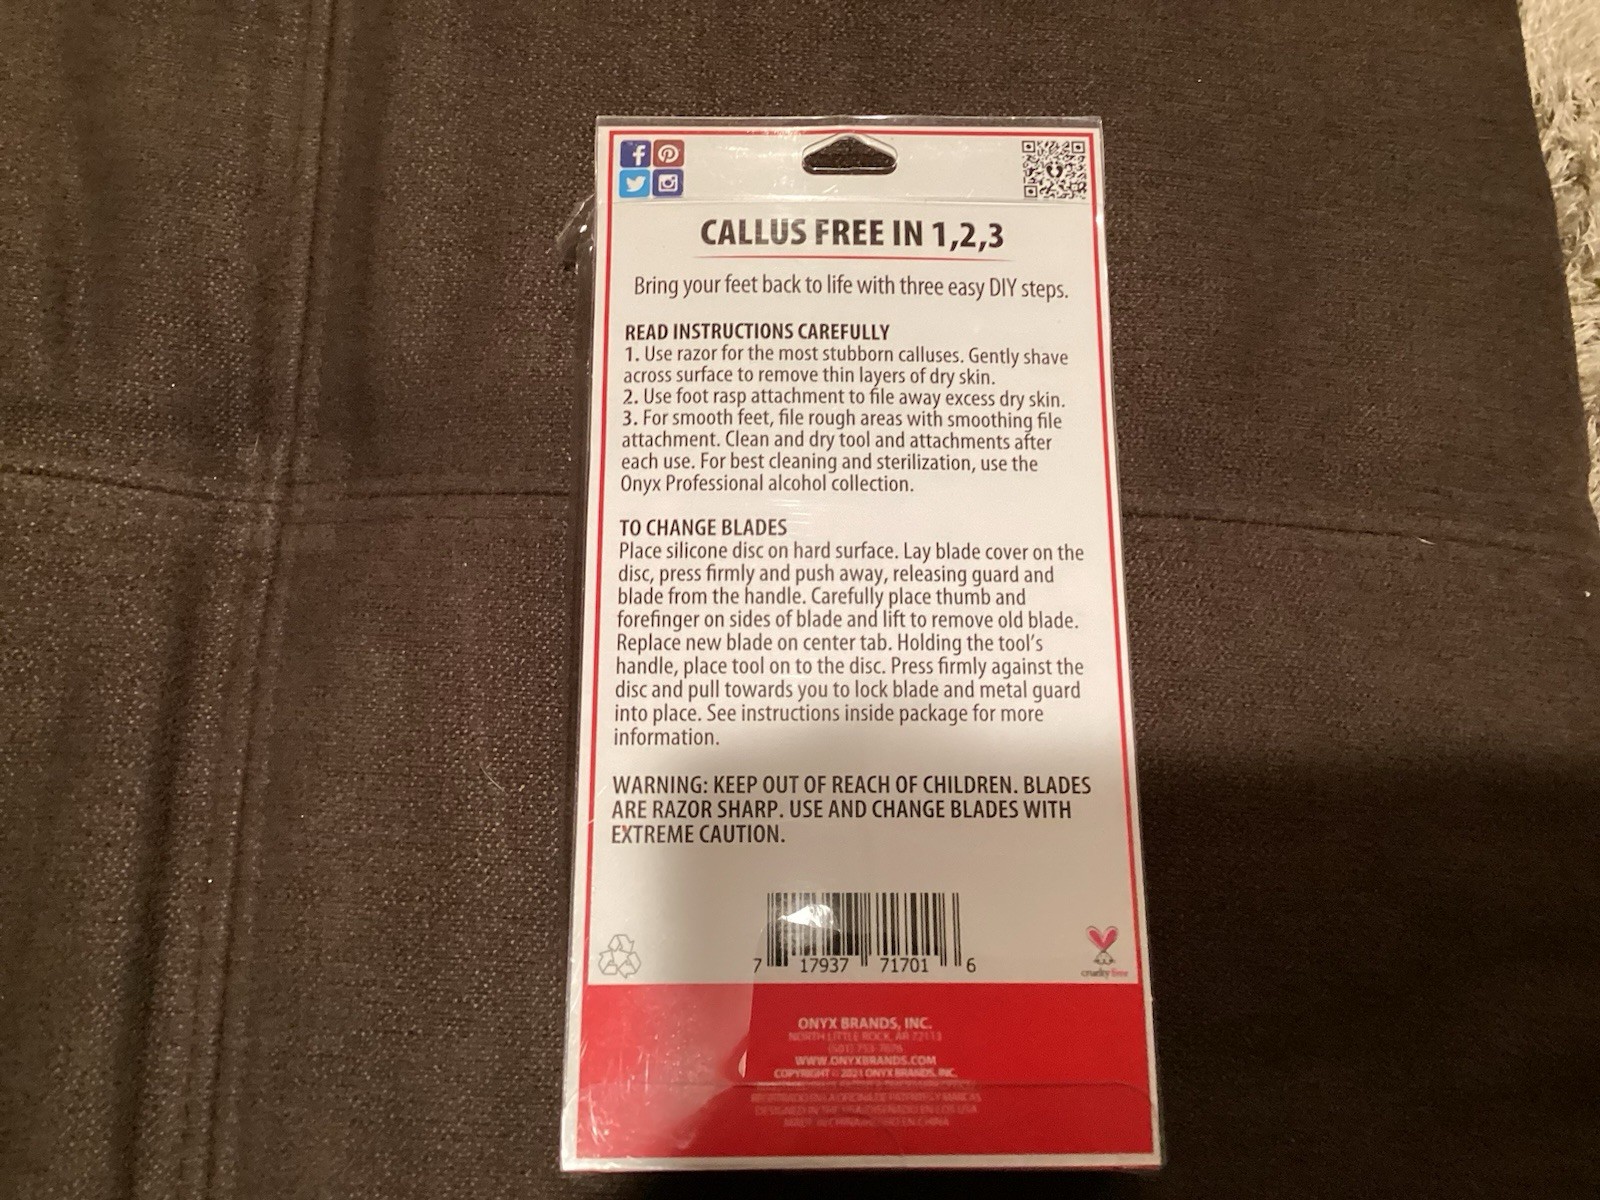 CALLUS FREE IN 1,2,3
Bring your feet back to life with three easy DIY steps.
READ INSTRUCTIONS CAREFULLY
1. Use razor for the most stubborn calluses. Gently shave
across surface to remove thin layers of dry skin.
2. Use foot rasp attachment to file away excess dry skin.
3. For smooth feet, file rough areas with smoothing file
attachment. Clean and dry tool and attachments after
each use. For best cleaning and sterilization, use the
Onyx Professional alcohol collection.
TO CHANGE BLADES
Place silicone disc on hard surface. Lay blade cover on the
disc, press firmly and push away, releasing guard and
blade from the handle. Carefully place thumb and
forefinger on sides of blade and lift to remove old blade.
Replace new blade on center tab. Holding the tool's
handle, place tool on to the disc. Press firmly against the
disc and pull towards you to lock blade and metal guard
into place. See instructions inside package for more
information.
WARNING: KEEP OUT OF REACH OF CHILDREN. BLADES
ARE RAZOR SHARP. USE AND CHANGE BLADES WITH
EXTREME CAUTION.
7 17937 71701 6
cruelty free
ONYX BRANDS, INC.
NORTH LITTLE ROCK, AR 72113
WWW.ONYXBRANDS.COM
COPYRIGHT © 2021 ONYX BRANDS, INC.